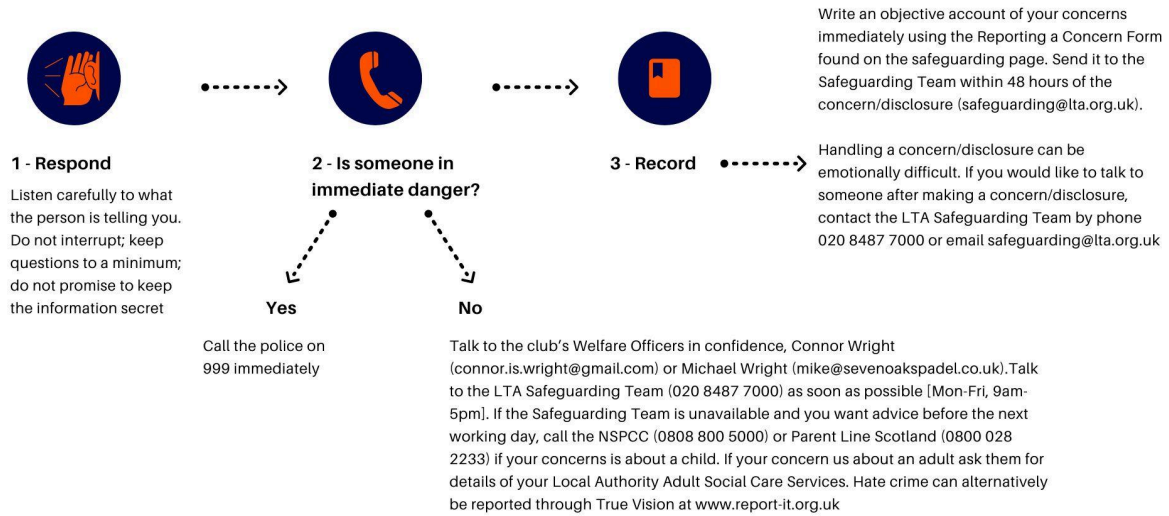 1 - Respond
Listen carefully to what
the person is telling you.
Do not interrupt; keep
questions to a minimum;
do not promise to keep
the information secret
2 - Is someone in
immediate danger?
Yes
Call the police on
999 immediately
No
Talk to the club's Welfare Officers in confidence, Connor Wright
(connor.is.wright@gmail.com) or Michael Wright (mike@sevenoakspadel.co.uk).Talk
to the LTA Safeguarding Team (020 8487 7000) as soon as possible [Mon-Fri, 9am-
5pm]. If the Safeguarding Team is unavailable and you want advice before the next
working day, call the NSPCC (0808 800 5000) or Parent Line Scotland (0800 028
2233) if your concerns is about a child. If your concern us about an adult ask them for
details of your Local Authority Adult Social Care Services. Hate crime can alternatively
be reported through True Vision at www.report-it.org.uk
3 - Record
Write an objective account of your concerns
immediately using the Reporting a Concern Form
found on the safeguarding page. Send it to the
Safeguarding Team within 48 hours of the
concern/disclosure (safeguarding@lta.org.uk).
Handling a concern/disclosure can be
emotionally difficult. If you would like to talk to
someone after making a concern/disclosure,
contact the LTA Safeguarding Team by phone
020 8487 7000 or email safeguarding@lta.org.uk